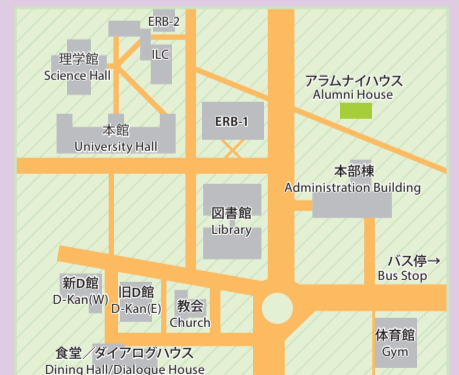 ERB-2
ILC
理学館
Science Hall
アラムナイハウス
Alumni House
ERB-1
本館
University Hall
本部棟
Administration Building
図書館
Library
バス停→
Bus Stop
新D館
D-Kan(W)
旧D館
D-Kan(E)
教会
Church
体育館
Gym
食堂／ダイアログハウス
Dining Hall/Dialogue House